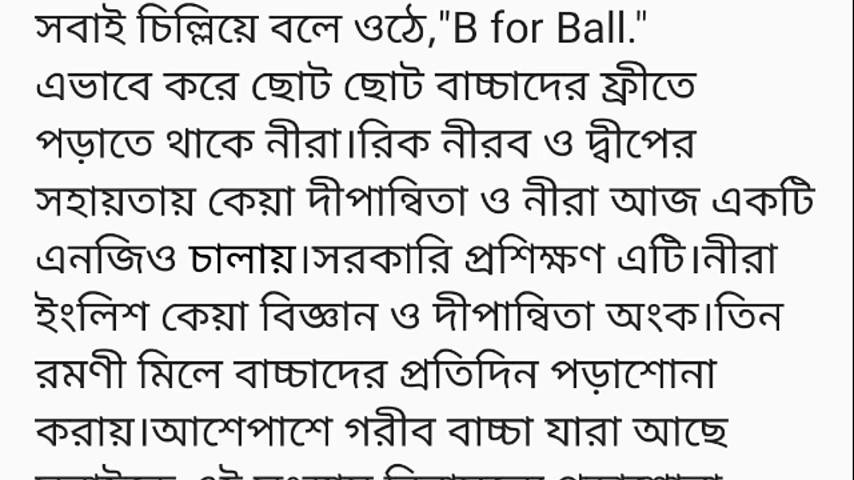 সবাই চিল্লিয়ে বলে ওঠে,"B for Ball."
এভাবে করে ছোট ছোট বাচ্চাদের ফ্রীতে
পড়াতে থাকে নীরা।রিক নীরব ও দ্বীপের
সহায়তায় কেয়া দীপান্বিতা ও নীরা আজ একটি
এনজিও চালায়।সরকারি প্রশিক্ষণ এটি।নীরা
ইংলিশ কেয়া বিজ্ঞান ও দীপান্বিতা অংক।তিন
রমণী মিলে বাচ্চাদের প্রতিদিন পড়াশোনা
করায়।আশেপাশে গরীব বাচ্চা যারা আছে